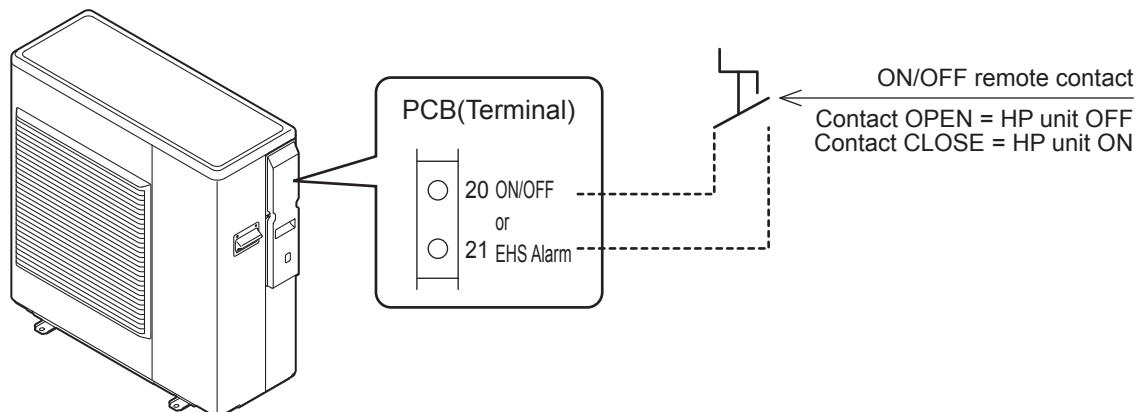 PCB(Terminal)
20 ON/OFF
or
21 EHS Alarm
ON/OFF remote contact
Contact OPEN = HP unit OFF
Contact CLOSE = HP unit ON